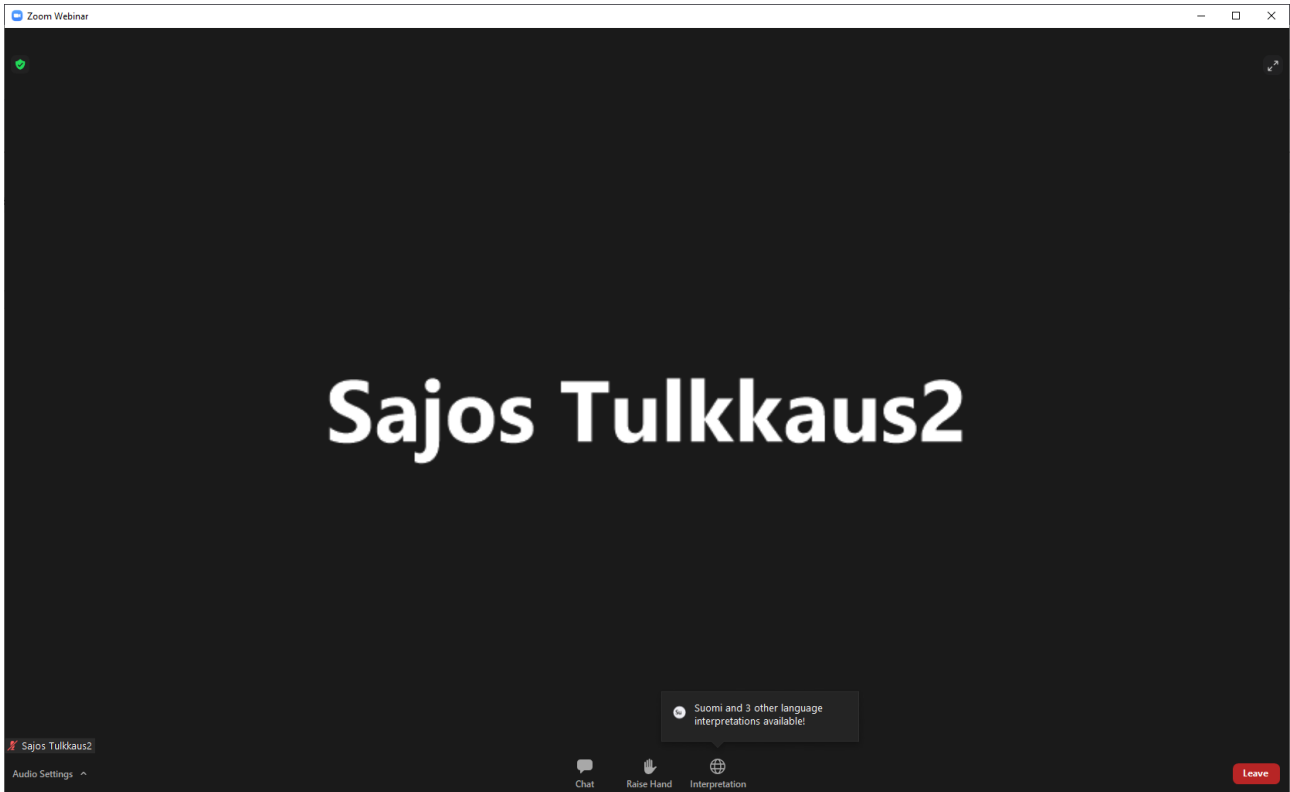 Zoom Webinar
Sajos Tulkkaus2
Suomi and 3 other language
interpretations available!
Sajos Tulkkaus2
Audio Settings
Chat
Raise Hand
Interpretation
Leave